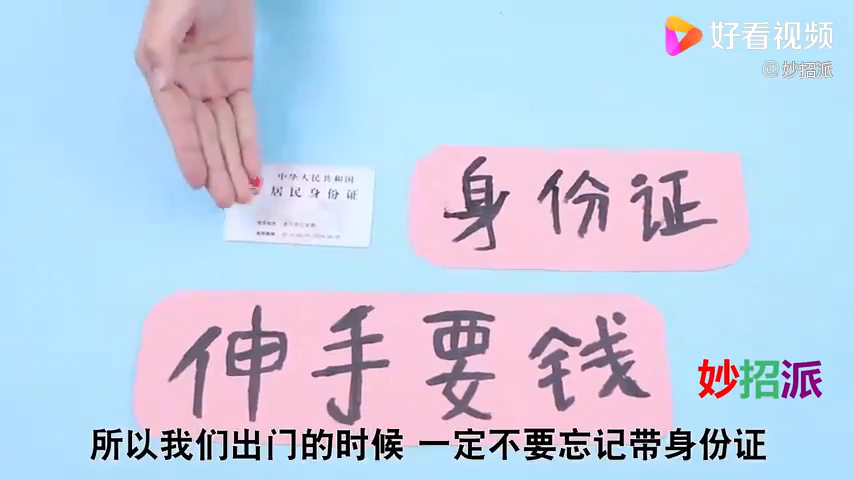 好看视频
@妙招派
中华人民共和国
居民身份证
身份证
伸手要钱
妙招派
所以我们出门的时候 一定不要忘记带身份证